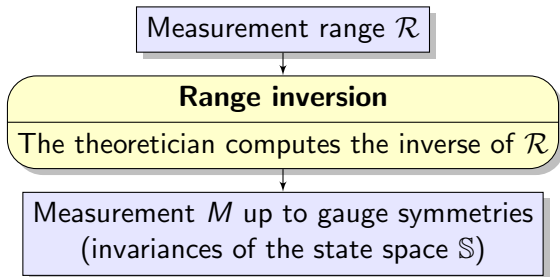 Measurement range ℛ
Range inversion
The theoretician computes the inverse of ℛ
Measurement M up to gauge symmetries
(invariances of the state space 𝕊)